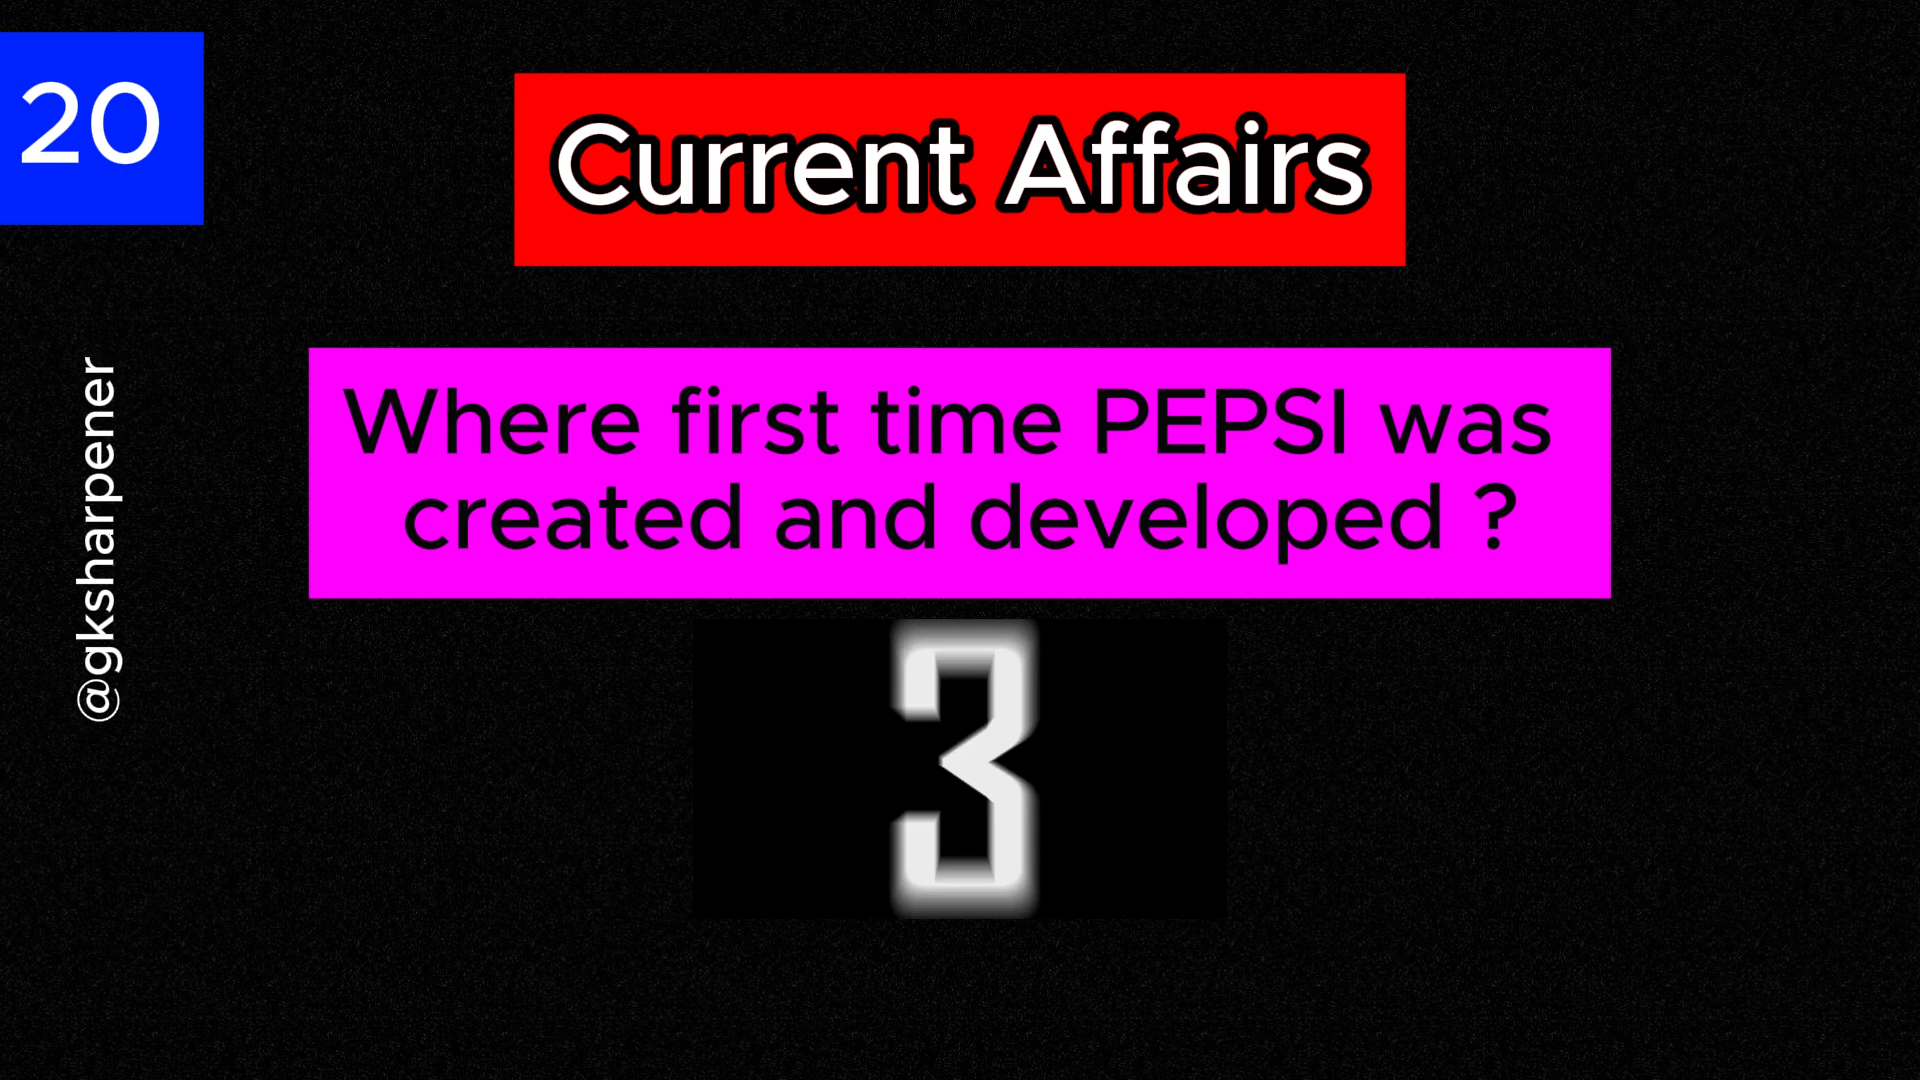 20
Current Affairs
@gksharpener
Where first time PEPSI was
created and developed ?
3